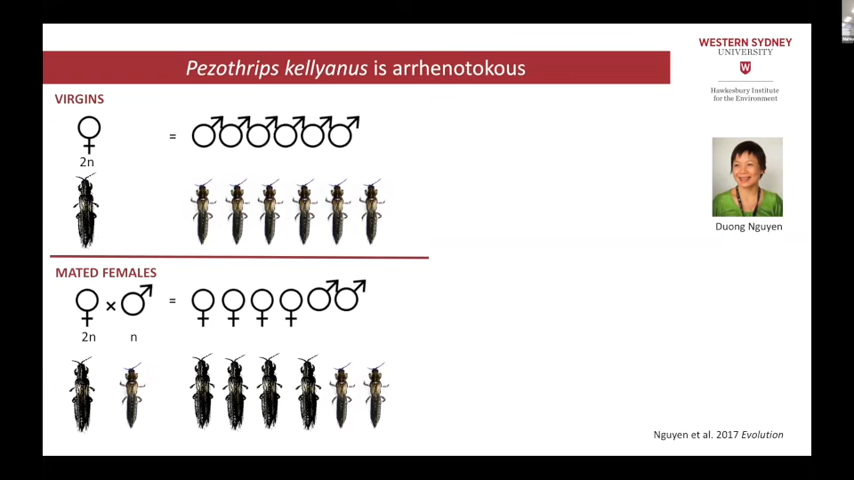 WESTERN SYDNEY
UNIVERSITY
W
Hawkesbury Institute
for the Environment
Pezothrips kellyanus is arrhenotokous
VIRGINS
♀ = ♂♂♂♂♂♂
2n
Duong Nguyen
MATED FEMALES
♀ × ♂ = ♀♀♀♀♂♂
2n n
Nguyen et al. 2017 Evolution